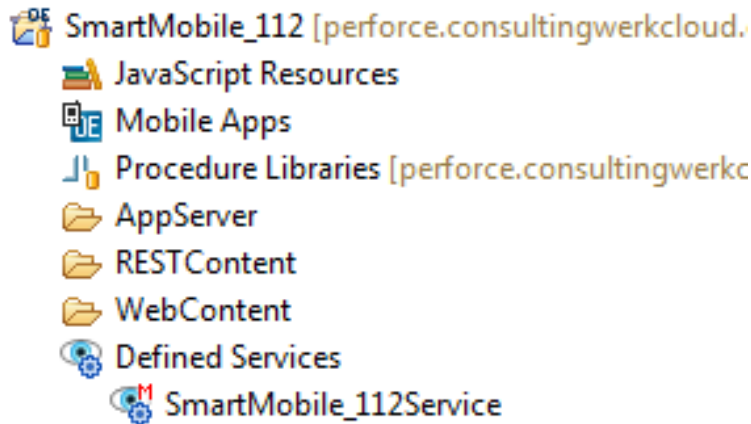 SmartMobile_112 [perforce.consultingwerkcloud.
JavaScript Resources
Mobile Apps
Procedure Libraries [perforce.consultingwerkc
AppServer
RESTContent
WebContent
Defined Services
SmartMobile_112Service